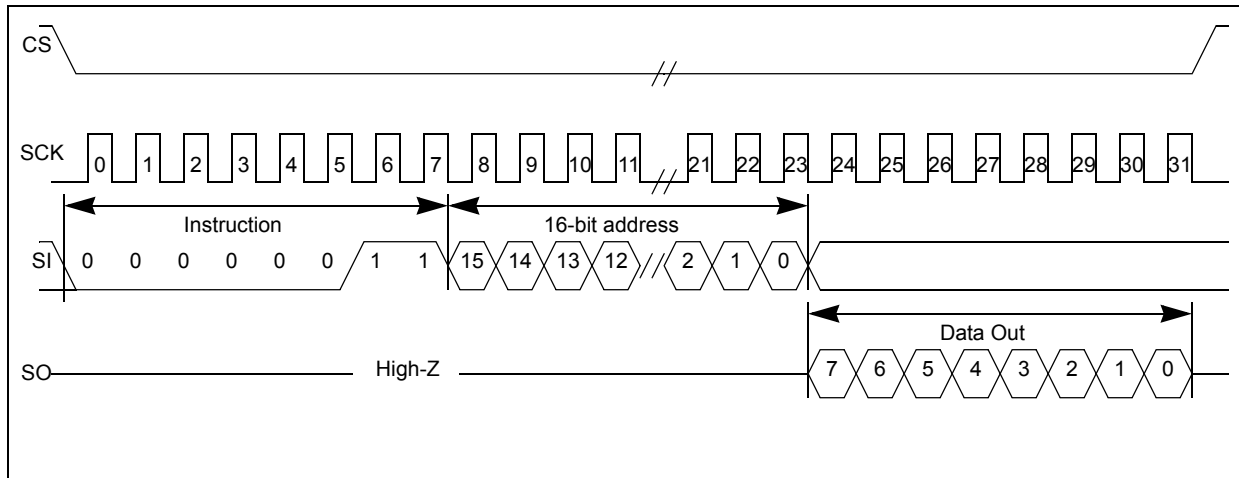 CS
SCK 0 1 2 3 4 5 6 7 8 9 10 11 21 22 23 24 25 26 27 28 29 30 31
Instruction 16-bit address
SI 0 0 0 0 0 0 1 1 15 14 13 12 2 1 0
Data Out
SO High-Z 7 6 5 4 3 2 1 0